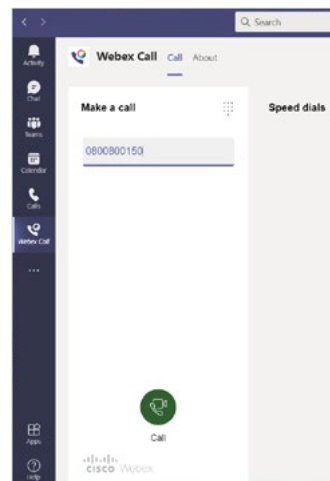 Search
Activity
Chat
Teams
Calendar
Calls
Webex Call
Apps
Help
Webex Call Call About
Make a call
0800800150
Call
CISCO Webex
Speed dials